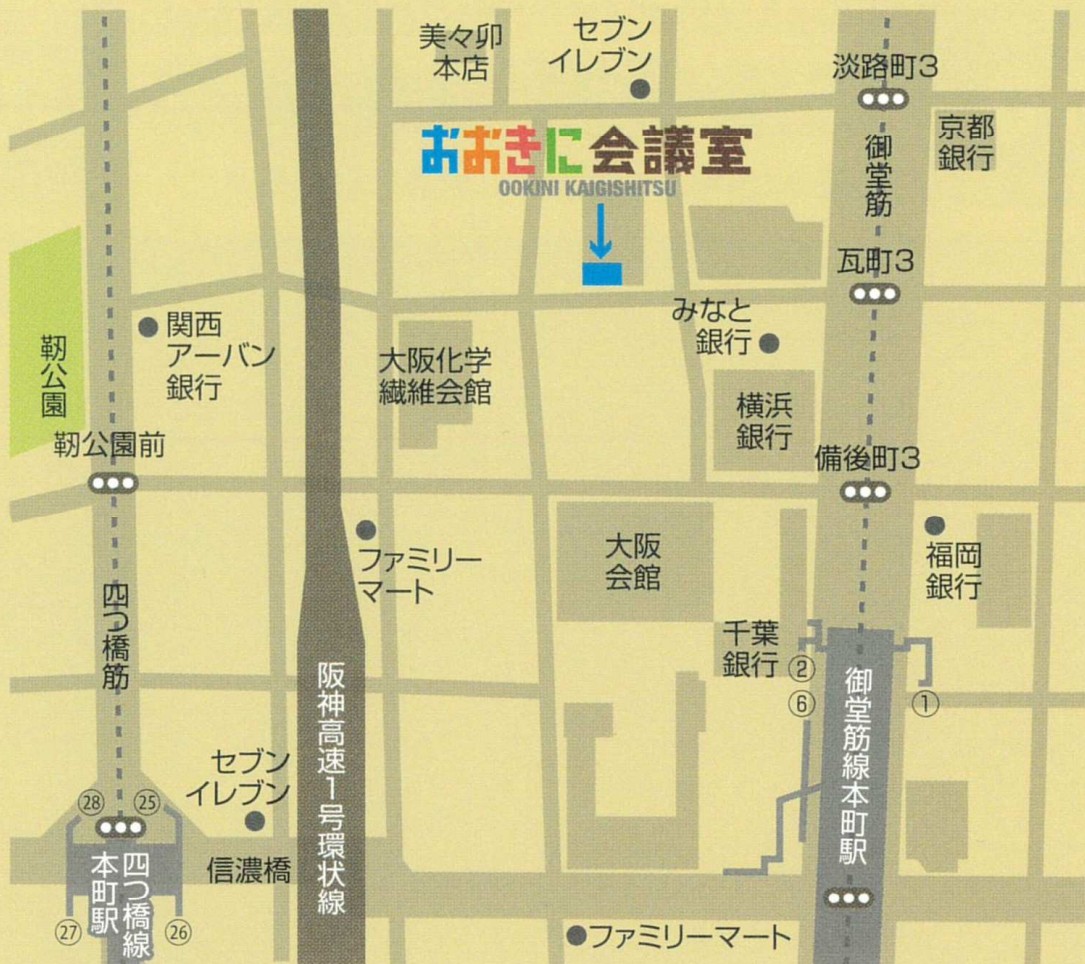 美々卯
本店
セブン
イレブン
淡路町3
京都
銀行
御堂筋
おおきに会議室
OOKINI KAIGISHITSU
瓦町3
みなと
銀行
関西
アーバン
銀行
靭公園
大阪化学
繊維会館
横浜
銀行
靭公園前
備後町3
ファミリー
マート
大阪
会館
福岡
銀行
四つ橋筋
千葉
銀行
②
⑥
①
阪神高速1号環状線
御堂筋線本町駅
セブン
イレブン
㉘
㉕
信濃橋
四つ橋線
本町駅
㉗
㉖
ファミリーマート